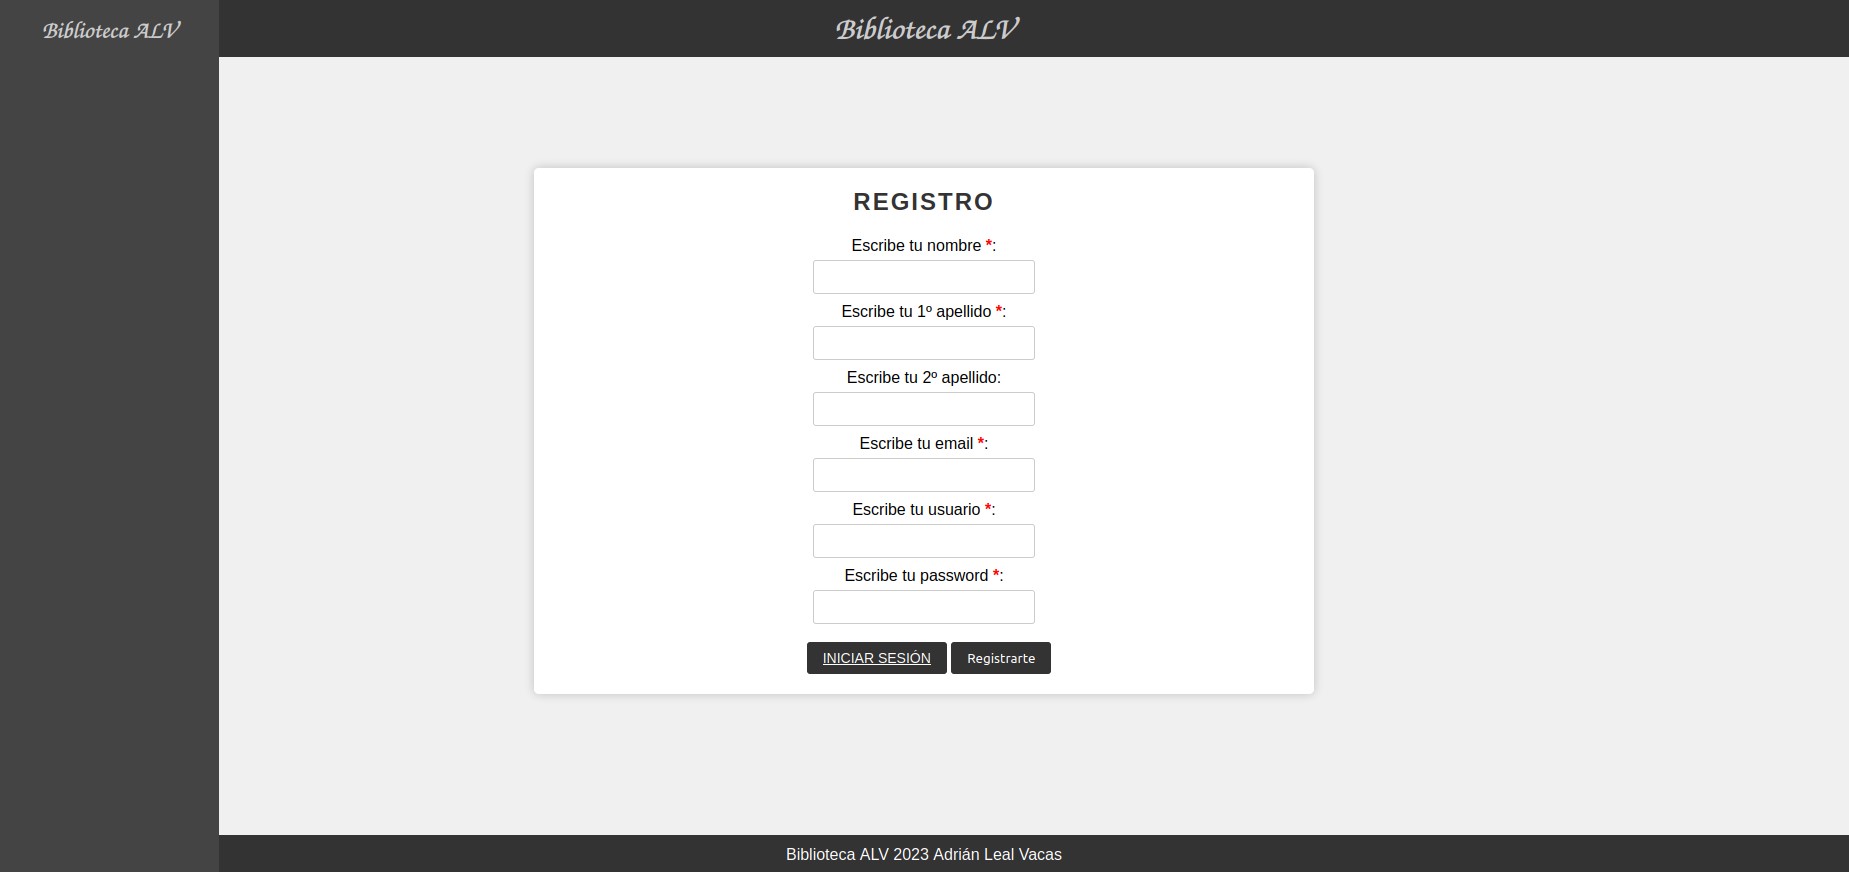 Biblioteca ALV
Biblioteca ALV
REGISTRO
Escribe tu nombre *:
Escribe tu 1º apellido *:
Escribe tu 2º apellido:
Escribe tu email *:
Escribe tu usuario *:
Escribe tu password *:
INICIAR SESIÓN Registrarte
Biblioteca ALV 2023 Adrián Leal Vacas